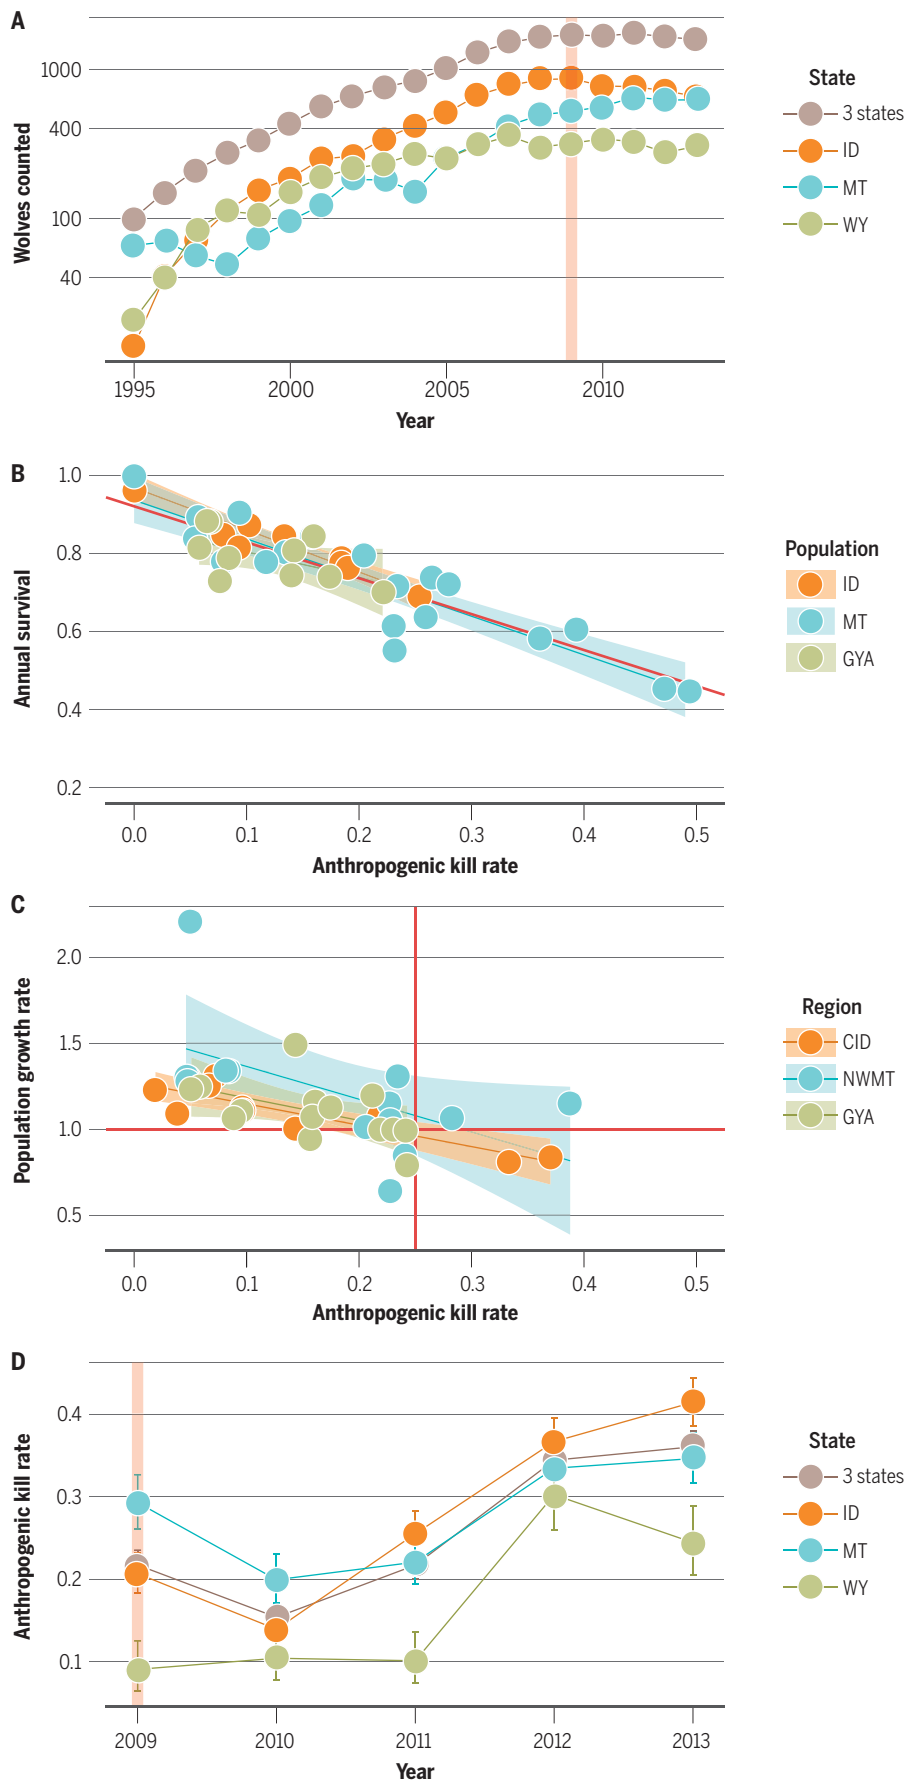 A
Wolves counted
1000
400
100
40
1995 2000 2005 2010
Year
State
3 states
ID
MT
WY
B
Annual survival
1.0
0.8
0.6
0.4
0.2
0.0 0.1 0.2 0.3 0.4 0.5
Anthropogenic kill rate
Population
ID
MT
GYA
C
Population growth rate
2.0
1.5
1.0
0.5
0.0 0.1 0.2 0.3 0.4 0.5
Anthropogenic kill rate
Region
CID
NWMT
GYA
D
Anthropogenic kill rate
0.4
0.3
0.2
0.1
2009 2010 2011 2012 2013
Year
State
3 states
ID
MT
WY